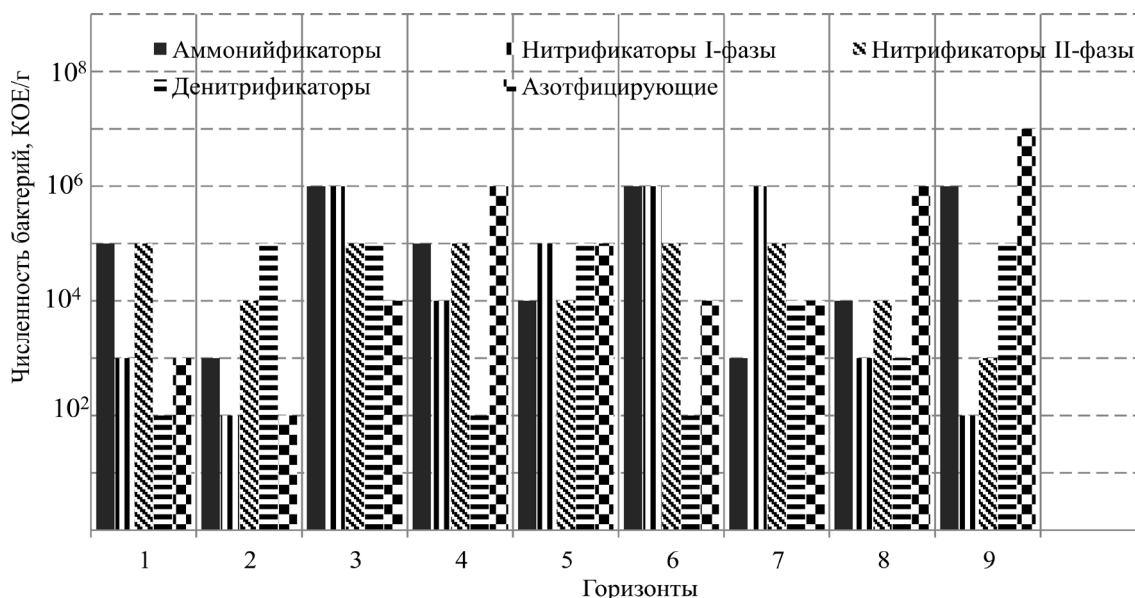 Численность бактерий, КОЕ/г
Аммонийфикаторы
Нитрификаторы I-фазы
Нитрификаторы II-фазы
Денитрификаторы
Азотфицирующие
10⁸
10⁶
10⁴
10²
1 2 3 4 5 6 7 8 9
Горизонты